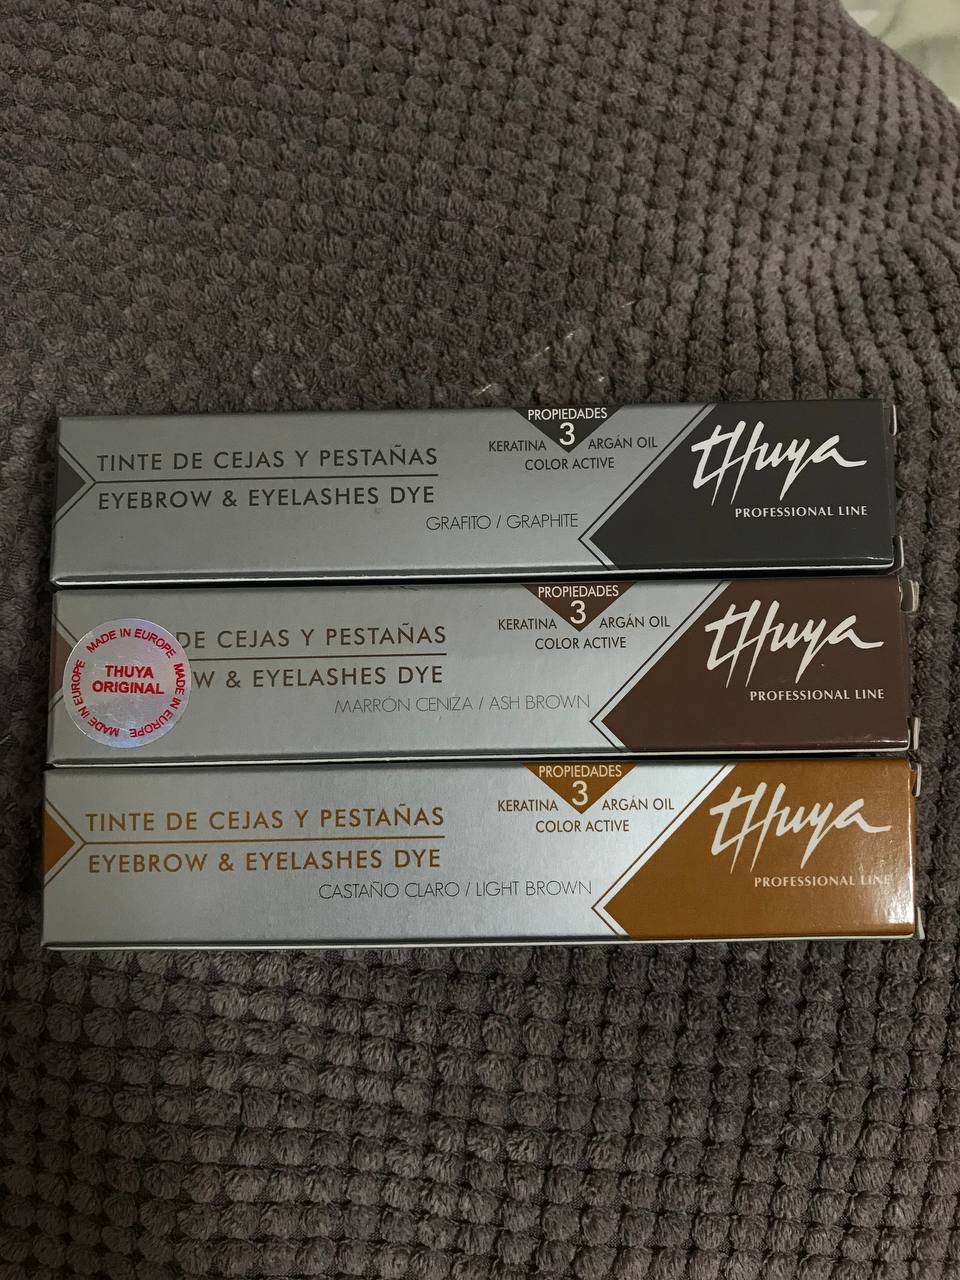 TINTE DE CEJAS Y PESTAÑAS
EYEBROW & EYELASHES DYE
GRAFITO / GRAPHITE
PROPIEDADES
3
KERATINA ARGÁN OIL
COLOR ACTIVE
tHuya
PROFESSIONAL LINE
MADE IN EUROPE MADE IN EUROPE MADE IN EUROPE
THUYA
ORIGINAL
DE CEJAS Y PESTAÑAS
W & EYELASHES DYE
MARRÓN CENIZA / ASH BROWN
PROPIEDADES
3
KERATINA ARGÁN OIL
COLOR ACTIVE
tHuya
PROFESSIONAL LINE
TINTE DE CEJAS Y PESTAÑAS
EYEBROW & EYELASHES DYE
CASTAÑO CLARO / LIGHT BROWN
PROPIEDADES
3
KERATINA ARGÁN OIL
COLOR ACTIVE
tHuya
PROFESSIONAL LINE